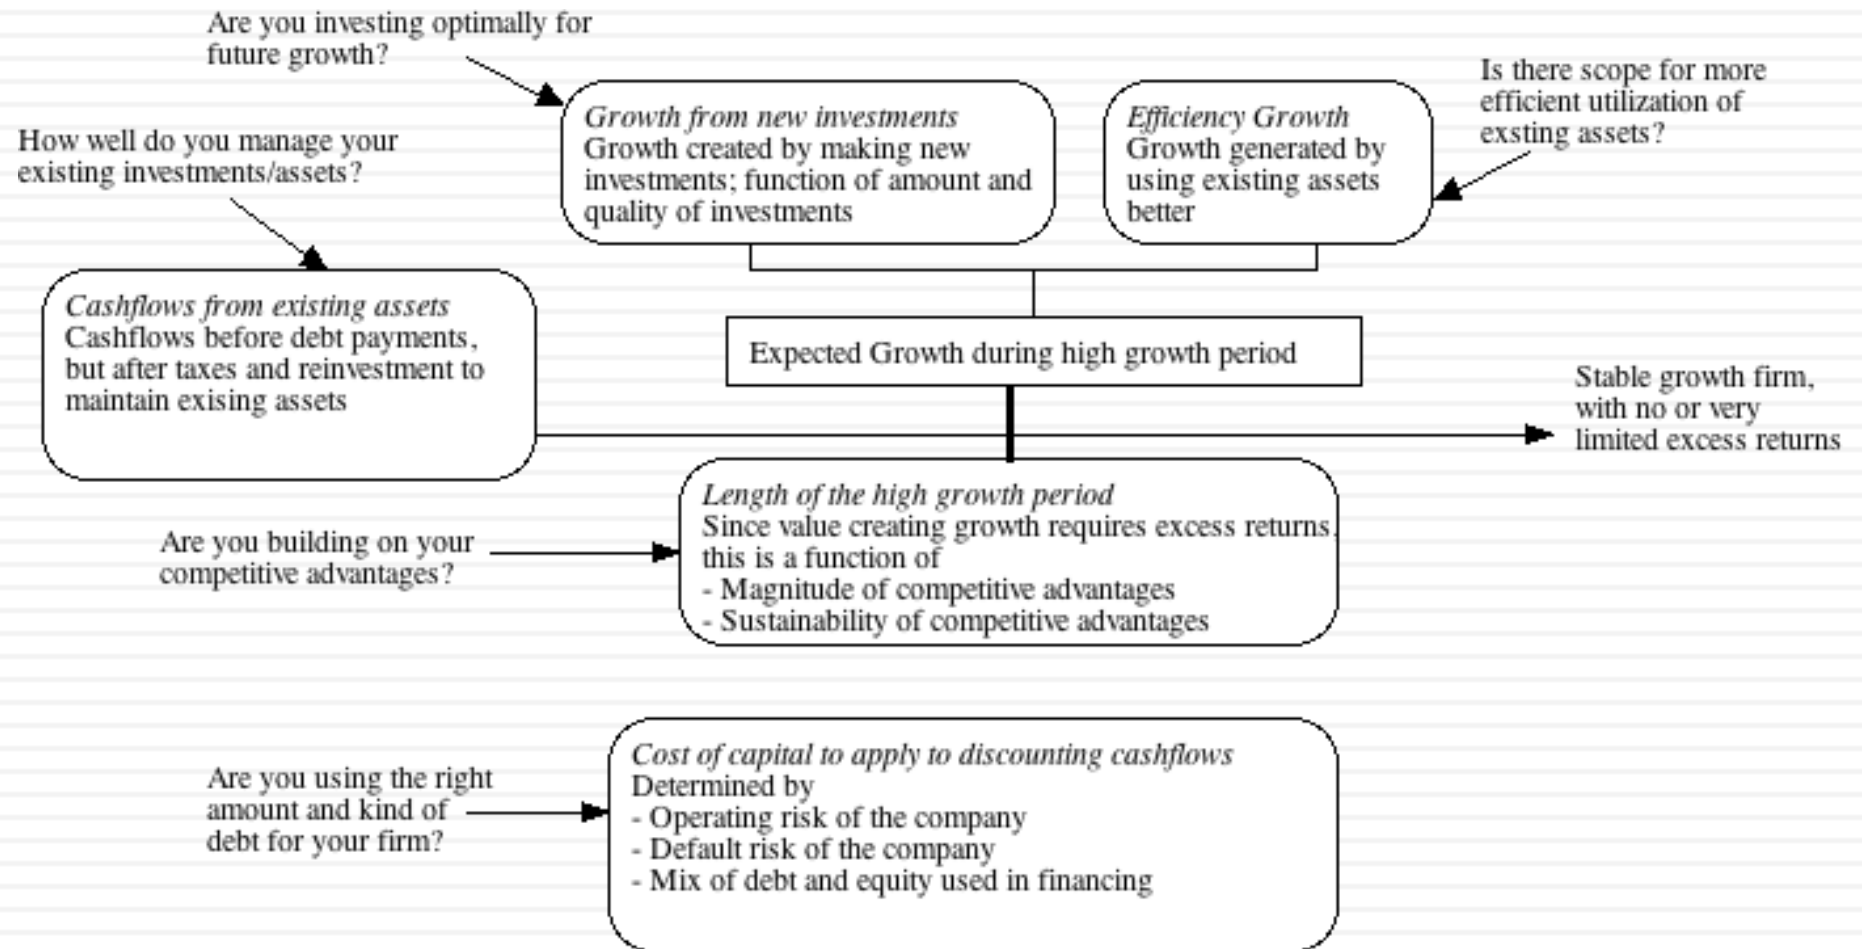 Are you investing optimally for
future growth?
How well do you manage your
existing investments/assets?
Growth from new investments
Growth created by making new
investments; function of amount and
quality of investments
Efficiency Growth
Growth generated by
using existing assets
better
Is there scope for more
efficient utilization of
exsting assets?
Cashflows from existing assets
Cashflows before debt payments,
but after taxes and reinvestment to
maintain exising assets
Expected Growth during high growth period
Stable growth firm,
with no or very
limited excess returns
Are you building on your
competitive advantages?
Length of the high growth period
Since value creating growth requires excess returns,
this is a function of
- Magnitude of competitive advantages
- Sustainability of competitive advantages
Are you using the right
amount and kind of
debt for your firm?
Cost of capital to apply to discounting cashflows
Determined by
- Operating risk of the company
- Default risk of the company
- Mix of debt and equity used in financing